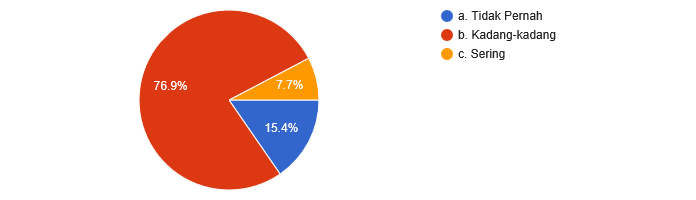 a. Tidak Pernah
b. Kadang-kadang
c. Sering
76.9%
7.7%
15.4%